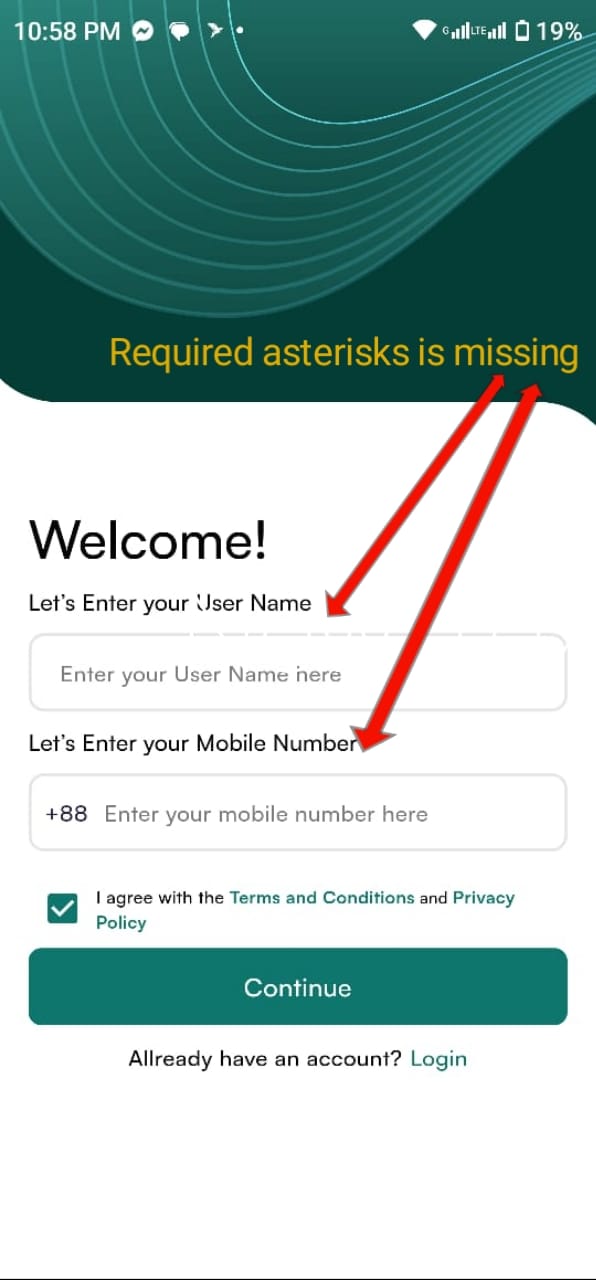 10:58 PM G LTE 19%
Required asterisks is missing
Welcome!
Let's Enter your User Name
Enter your User Name here
Let's Enter your Mobile Number
+88 Enter your mobile number here
I agree with the Terms and Conditions and Privacy
Policy
Continue
Allready have an account? Login